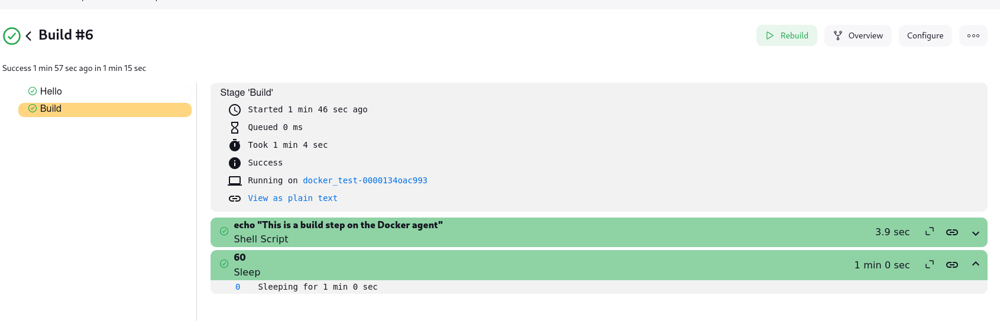 Build #6
Rebuild
Overview
Configure
Success 1 min 57 sec ago in 1 min 15 sec
Hello
Build
Stage 'Build'
Started 1 min 46 sec ago
Queued 0 ms
Took 1 min 4 sec
Success
Running on docker_test-0000134oac993
View as plain text
echo "This is a build step on the Docker agent"
Shell Script
3.9 sec
60
Sleep
1 min 0 sec
0 Sleeping for 1 min 0 sec